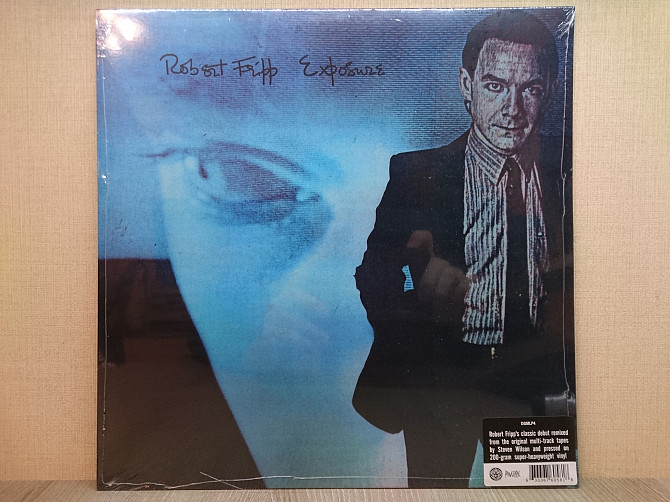 Robert Fripp Exposure
DGMLP4
Robert Fripp's classic debut remixed
from the original multi-track tapes
by Steven Wilson and pressed on
200-gram super-heavyweight vinyl
PANEGYRIC